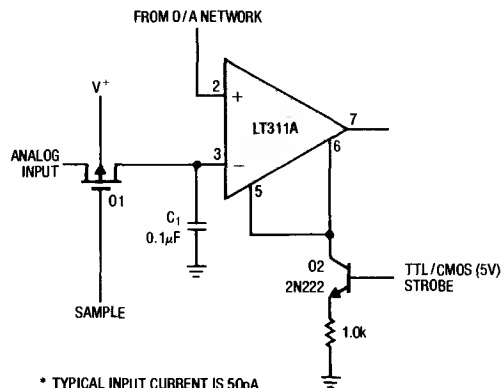 FROM D/A NETWORK
V+
2
+
LT311A
7
6
ANALOG
INPUT
3
−
5
Q1
C1
0.1µF
Q2
2N222
TTL/CMOS (5V)
STROBE
SAMPLE
1.0k
* TYPICAL INPUT CURRENT IS 50pA